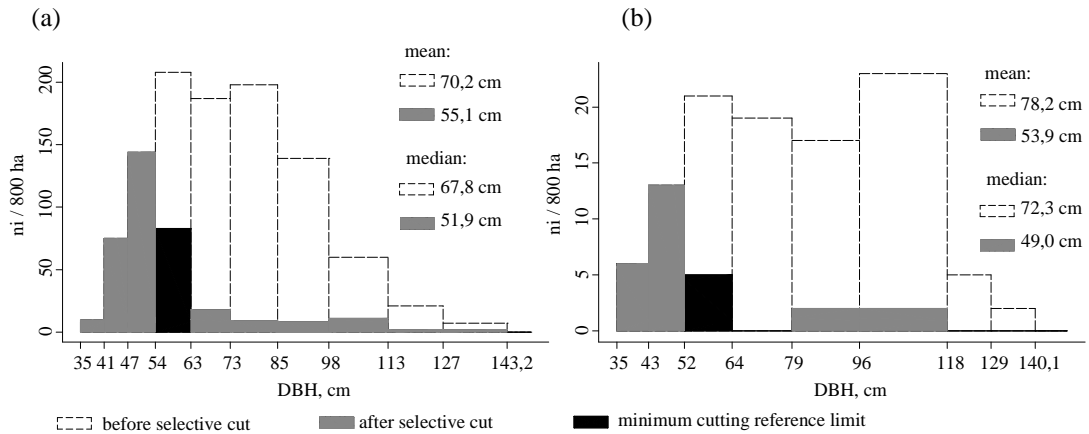 (a)
mean:
70,2 cm
55,1 cm
median:
67,8 cm
51,9 cm
ni / 800 ha
200
150
100
50
0
35 41 47 54 63 73 85 98 113 127 143,2
DBH, cm
(b)
mean:
78,2 cm
53,9 cm
median:
72,3 cm
49,0 cm
ni / 800 ha
20
15
10
5
0
35 43 52 64 79 96 118 129 140,1
DBH, cm
before selective cut after selective cut minimum cutting reference limit